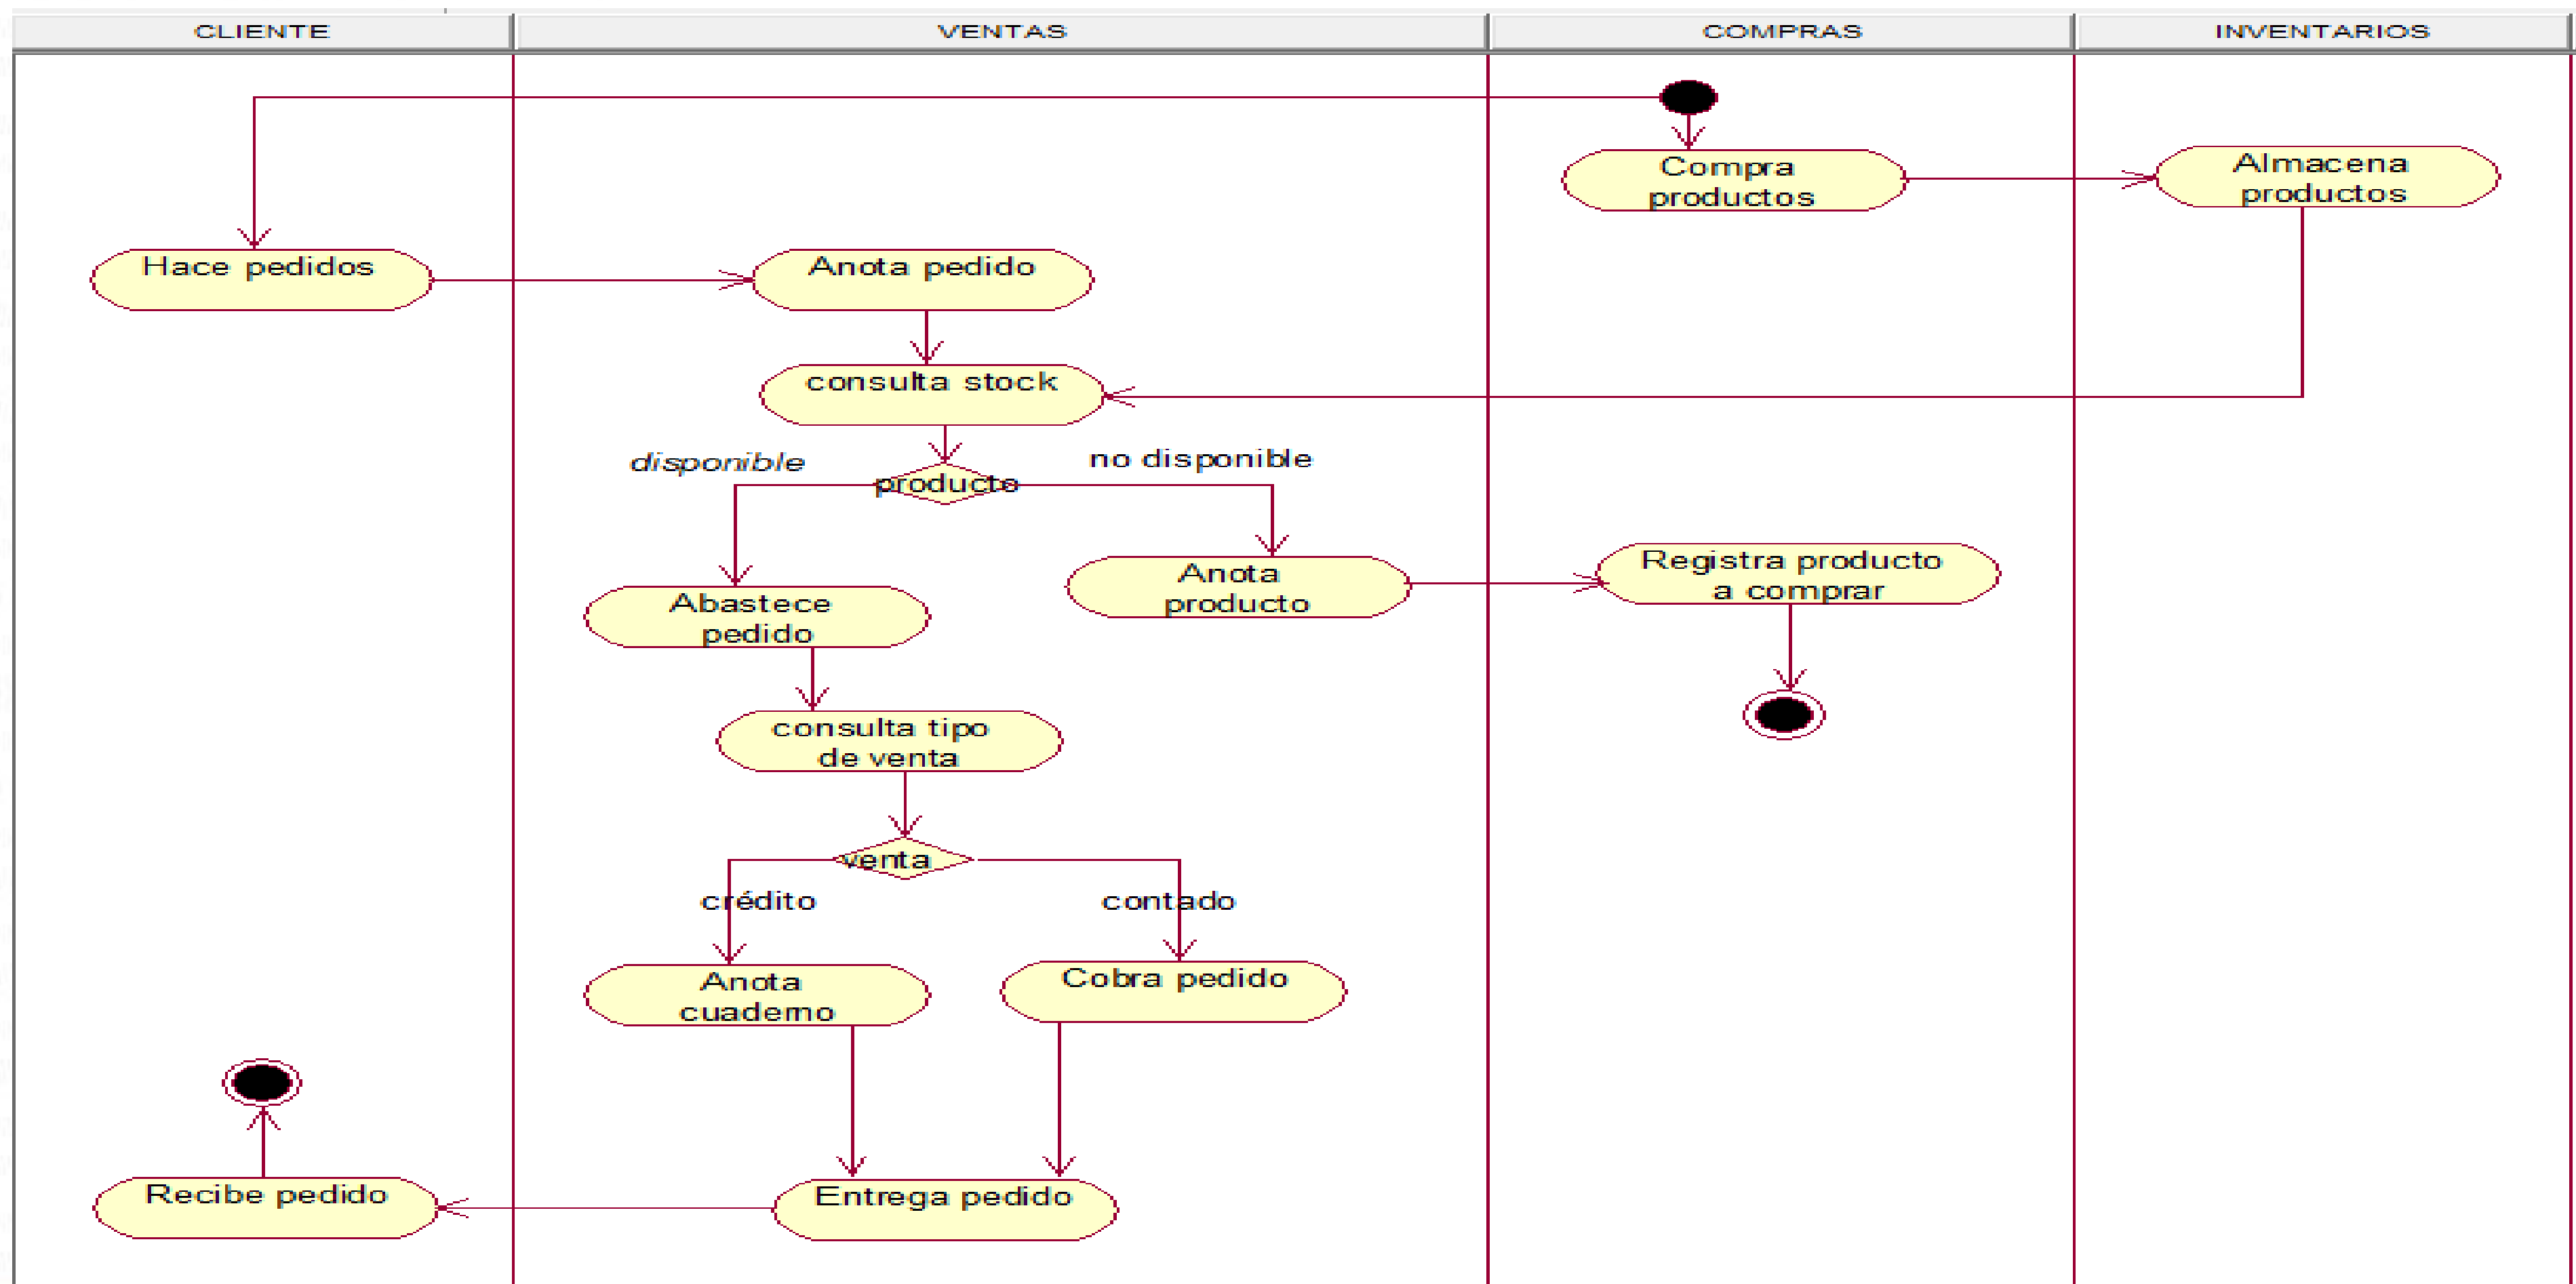 CLIENTE
VENTAS
COMPRAS
INVENTARIOS
Compra
productos
Almacena
productos
Hace pedidos
Anota pedido
consulta stock
disponible
no disponible
producto
Anota
producto
Registra producto
a comprar
Abastece
pedido
consulta tipo
de venta
venta
crédito
contado
Anota
cuaderno
Cobra pedido
Recibe pedido
Entrega pedido